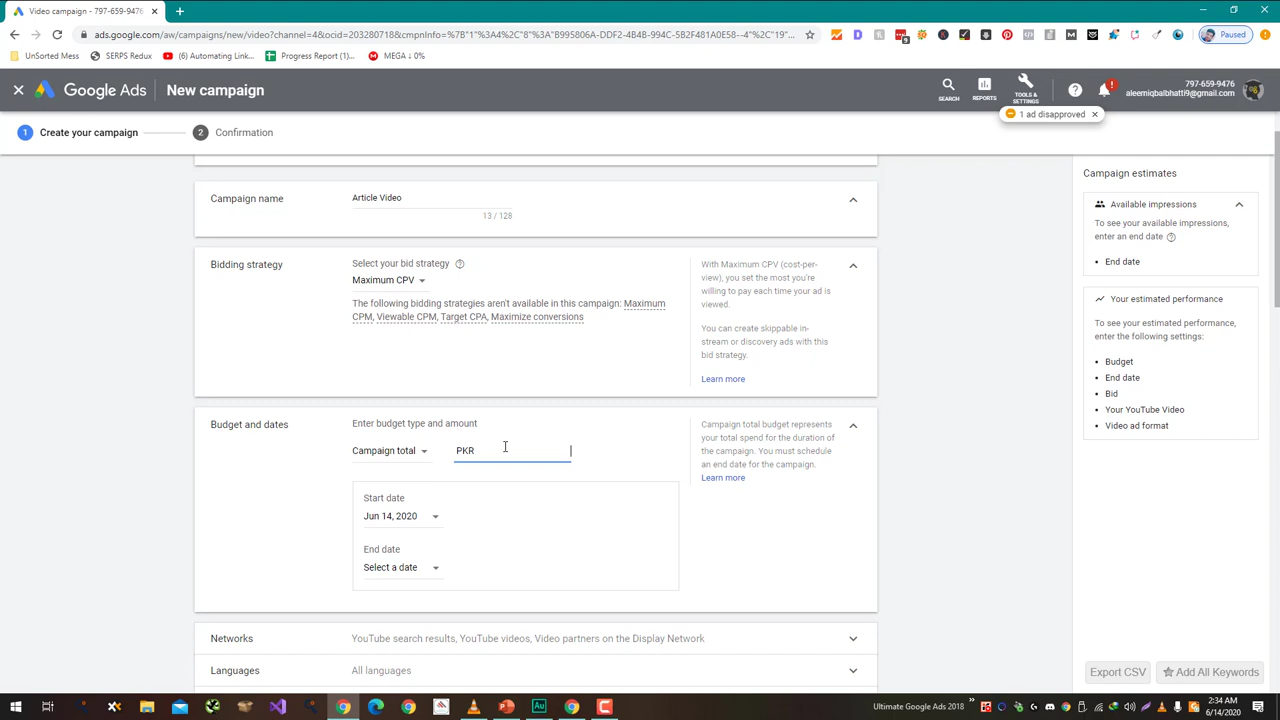 Video campaign - 797-659-9476
ads.google.com/aw/campaigns/new/video?channel=4&ocid=203350718&cmpnInfo=%7B"1"%3A4%2C"8"%3A"B995806A-DDF2-4B4B-994C-5B2F481A0E58--4"%2C"19"...
Paused
UnSorted Mess
SERPS Redux
(6) Automating Link...
Progress Report (1)...
MEGA ↓ 0%
Google Ads
New campaign
SEARCH
REPORTS
TOOLS &
SETTINGS
797-659-9476
aleemiqbalbhatti9@gmail.com
1 ad disapproved
1 Create your campaign
2 Confirmation
Campaign name
Article Video
13 / 128
Bidding strategy
Select your bid strategy
Maximum CPV
The following bidding strategies aren't available in this campaign: Maximum
CPM, Viewable CPM, Target CPA, Maximize conversions
With Maximum CPV (cost-per-
view), you set the most you're
willing to pay each time your ad is
viewed.
You can create skippable in-
stream or discovery ads with this
bid strategy.
Learn more
Budget and dates
Enter budget type and amount
Campaign total
PKR
Start date
Jun 14, 2020
End date
Select a date
Campaign total budget represents
your total spend for the duration of
the campaign. You must schedule
an end date for the campaign.
Learn more
Networks
YouTube search results, YouTube videos, Video partners on the Display Network
Languages
All languages
Campaign estimates
Available impressions
To see your available impressions,
enter an end date
• End date
Your estimated performance
To see your estimated performance,
enter the following settings:
• Budget
• End date
• Bid
• Your YouTube Video
• Video ad format
Export CSV
Add All Keywords
Ultimate Google Ads 2018
2:34 AM
6/14/2020